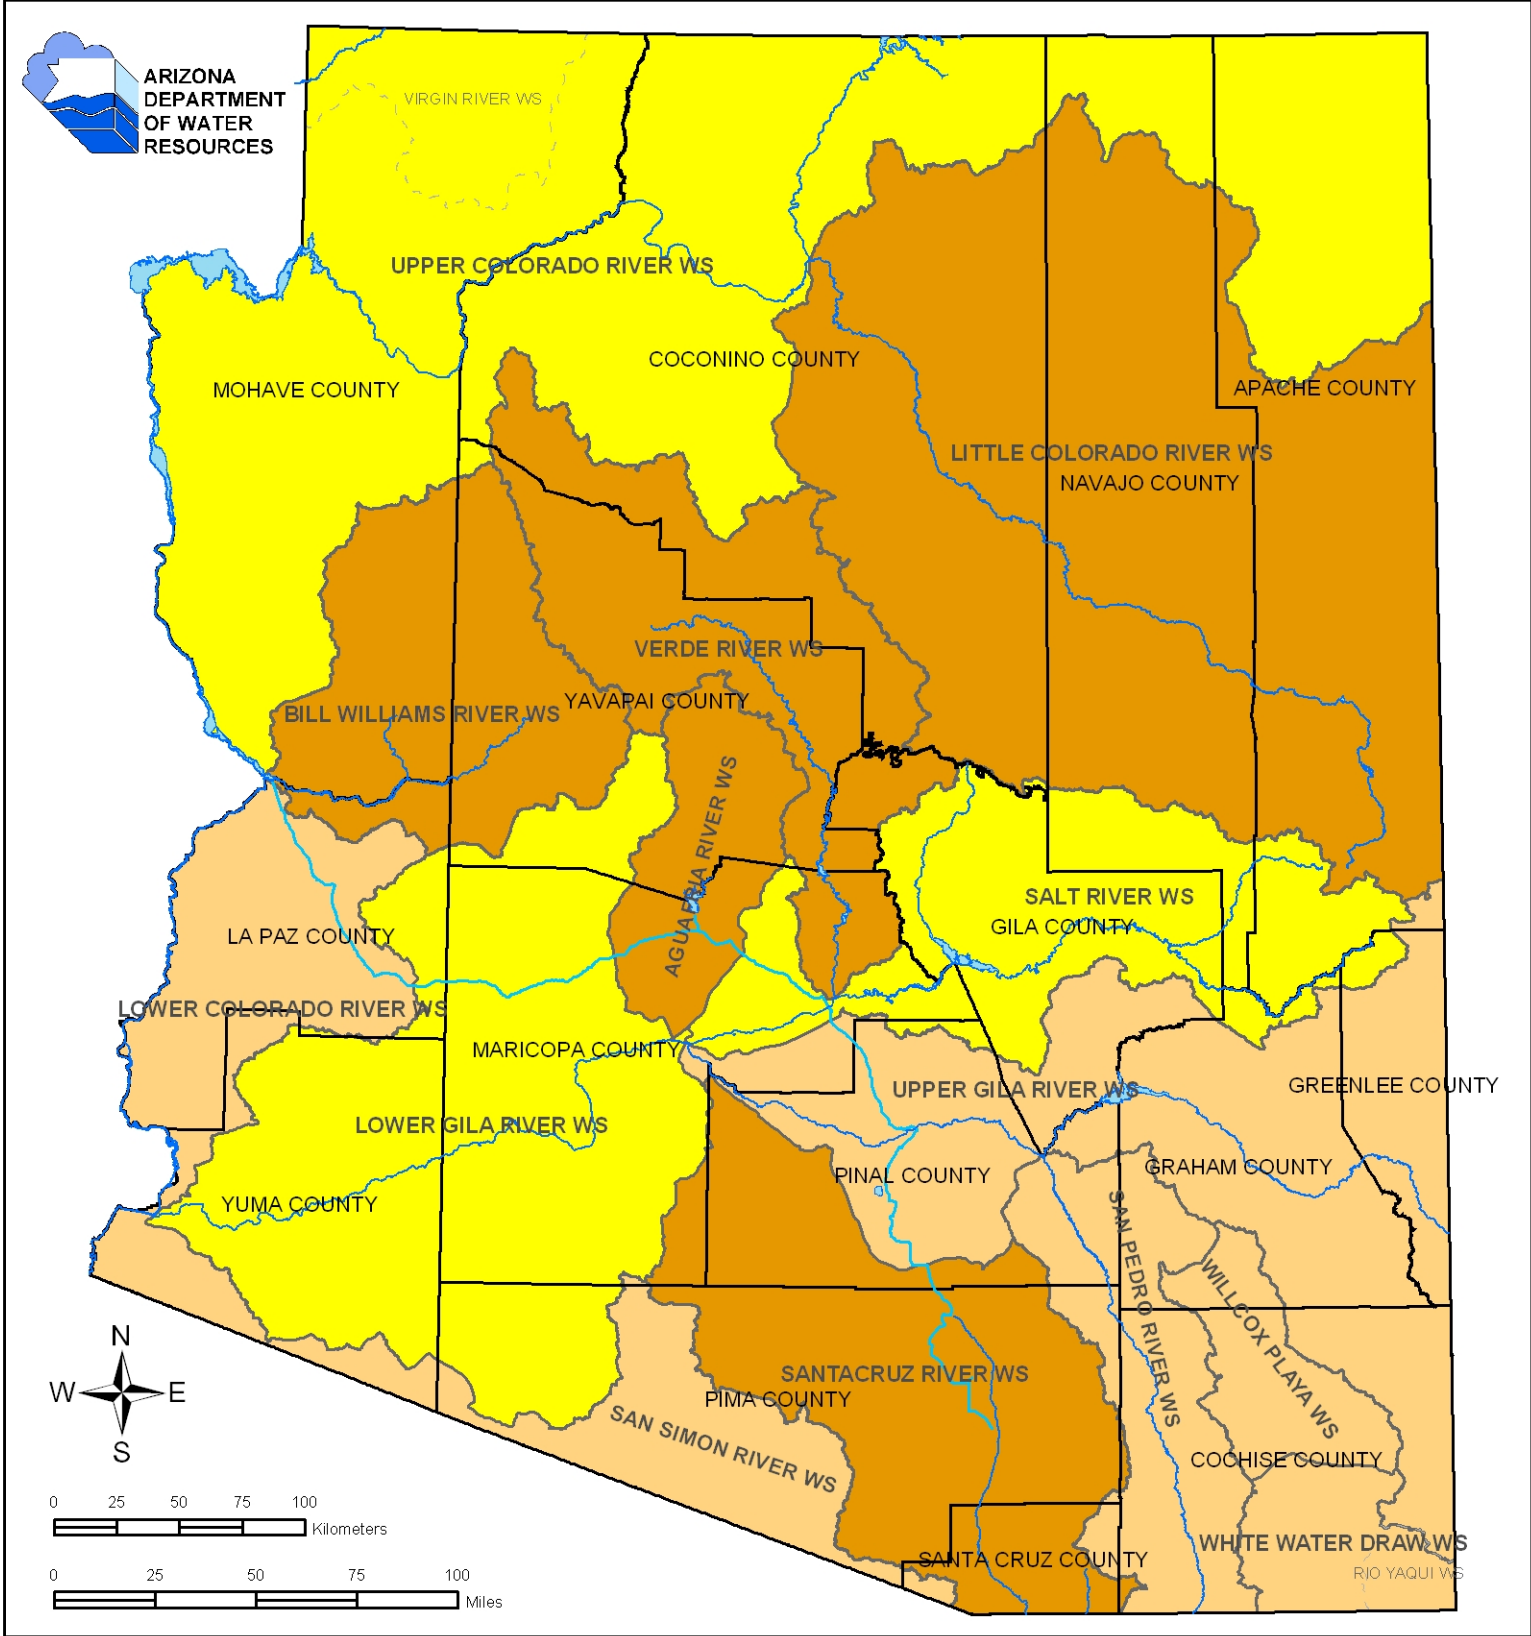 ARIZONA
DEPARTMENT
OF WATER
RESOURCES
VIRGIN RIVER WS
UPPER COLORADO RIVER WS
COCONINO COUNTY
MOHAVE COUNTY
APACHE COUNTY
LITTLE COLORADO RIVER WS
NAVAJO COUNTY
VERDE RIVER WS
YAVAPAI COUNTY
BILL WILLIAMS RIVER WS
AGUA FRIA RIVER WS
SALT RIVER WS
GILA COUNTY
LA PAZ COUNTY
LOWER COLORADO RIVER WS
MARICOPA COUNTY
UPPER GILA RIVER WS
GREENLEE COUNTY
LOWER GILA RIVER WS
PINAL COUNTY
GRAHAM COUNTY
YUMA COUNTY
SAN PEDRO RIVER WS
WILLCOX PLAYA WS
SANTACRUZ RIVER WS
PIMA COUNTY
SAN SIMON RIVER WS
COCHISE COUNTY
WHITE WATER DRAW WS
SANTA CRUZ COUNTY
RIO YAQUI WS
N
W E
S
0 25 50 75 100
Kilometers
0 25 50 75 100
Miles